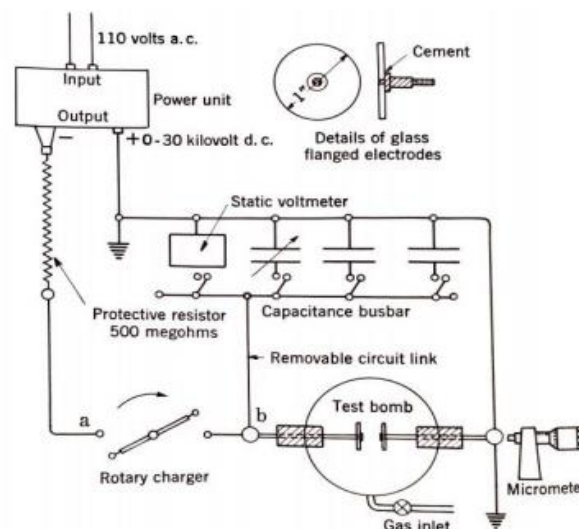 110 volts a.c.
Input
Output
Power unit
−
+0-30 kilovolt d.c.
Cement
1"
Details of glass
flanged electrodes
Static voltmeter
Protective resistor
500 megohms
Capacitance busbar
Removable circuit link
a
b
Test bomb
Rotary charger
Micrometer
Gas inlet